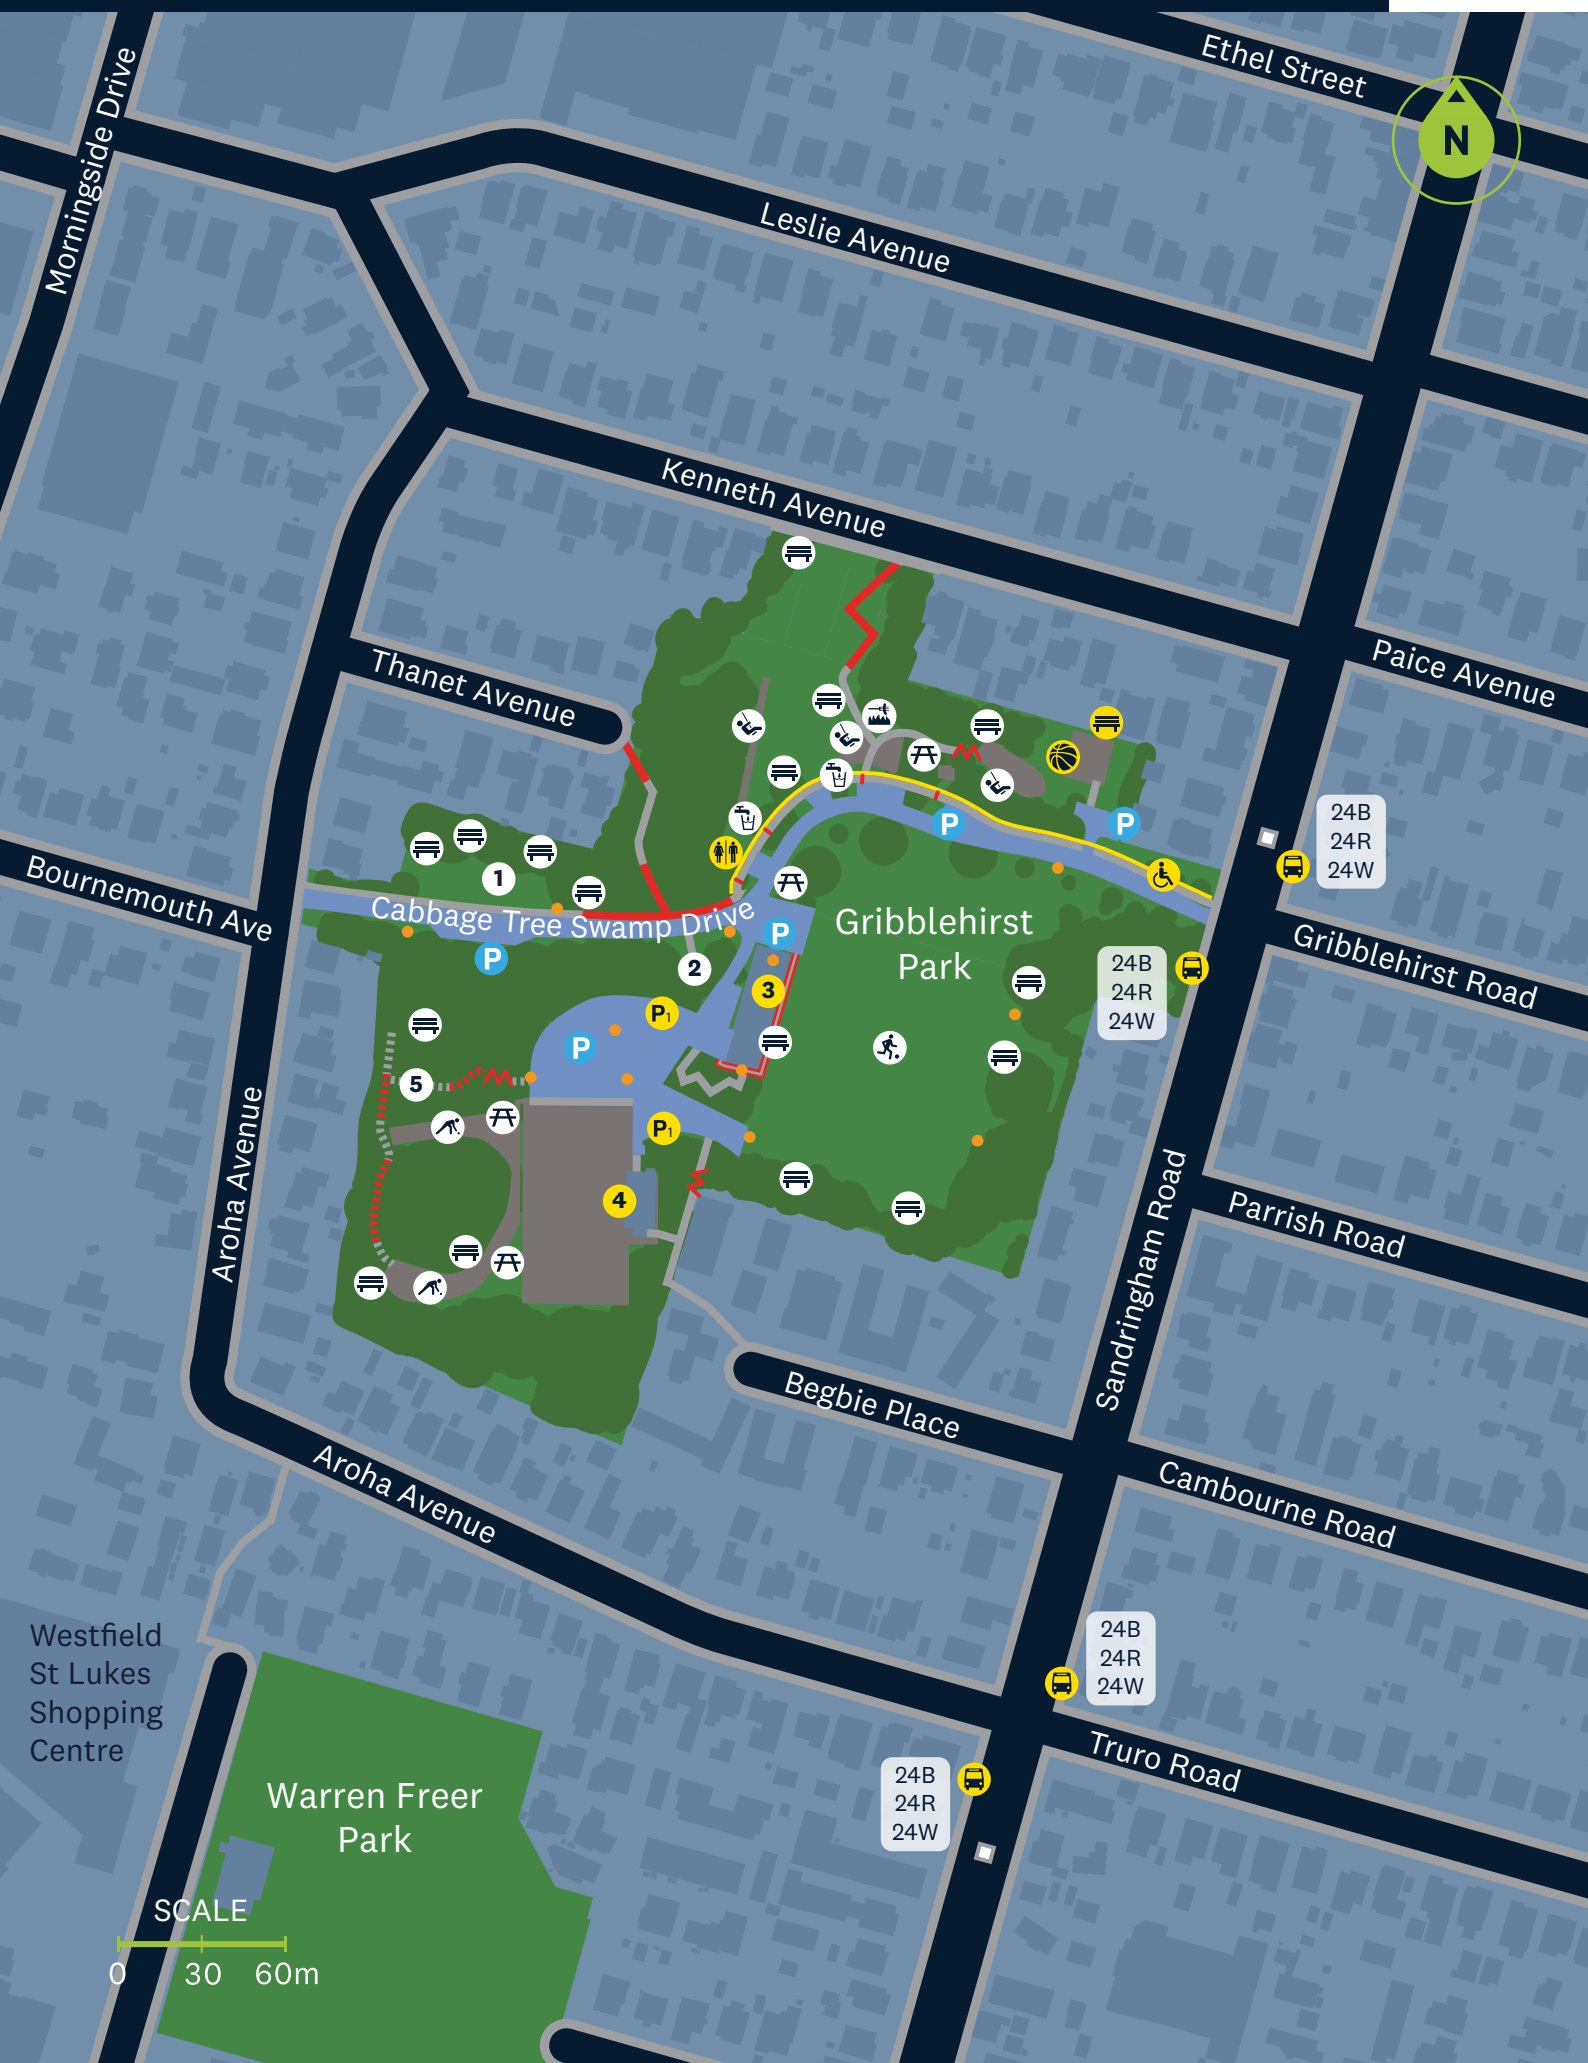 Ethel Street
N
Morningside Drive
Leslie Avenue
Kenneth Avenue
Paice Avenue
Thanet Avenue
24B
24R
24W
Bournemouth Ave
1
Cabbage Tree Swamp Drive
P
P
P
P
Gribblehirst
Park
Gribblehirst Road
2
3
24B
24R
24W
P1
P
5
P1
4
Aroha Avenue
Sandringham Road
Parrish Road
Begbie Place
Cambourne Road
Aroha Avenue
Westfield
St Lukes
Shopping
Centre
24B
24R
24W
Truro Road
24B
24R
24W
Warren Freer
Park
SCALE
0 30 60m